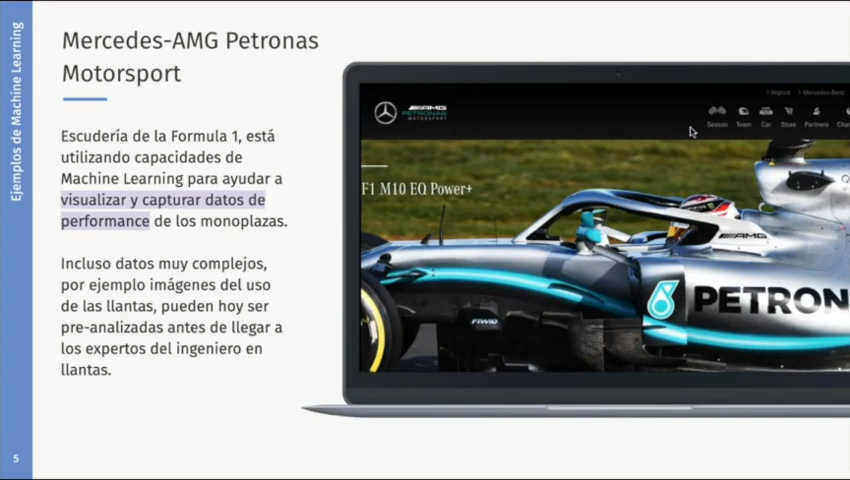 Ejemplos de Machine Learning
Mercedes-AMG Petronas
Motorsport
Escudería de la Formula 1, está
utilizando capacidades de
Machine Learning para ayudar a
visualizar y capturar datos de
performance de los monoplazas.
Incluso datos muy complejos,
por ejemplo imágenes del uso
de las llantas, pueden hoy ser
pre-analizadas antes de llegar a
los expertos del ingeniero en
llantas.
5
AMG
PETRONAS
MOTORSPORT
Imprint Mercedes-Benz
Season Team Car Store Partners
F1 M10 EQ Power+
AMG
PETRON